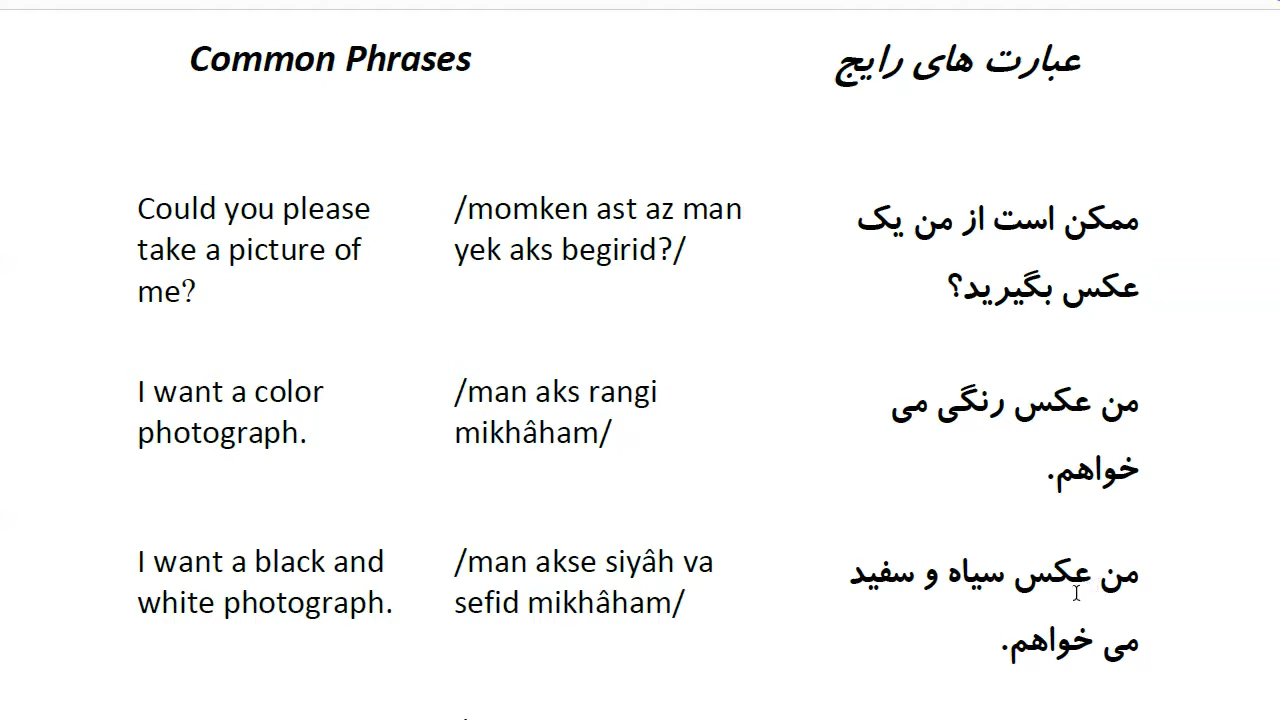 Common Phrases
عبارت های رایج
Could you please
take a picture of
me?
/momken ast az man
yek aks begirid?/
ممکن است از من یک
عکس بگیرید؟
I want a color
photograph.
/man aks rangi
mikhâham/
من عکس رنگی می
خواهم.
I want a black and
white photograph.
/man akse siyâh va
sefid mikhâham/
من عکس سیاه و سفید
می خواهم.